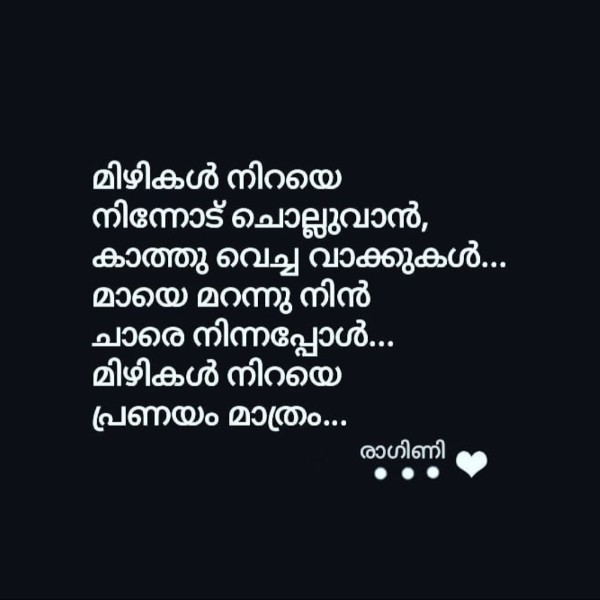 മിഴികൾ നിറയെ
നിന്നോട് ചൊല്ലുവാൻ,
കാത്തു വെച്ച വാക്കുകൾ...
മായെ മറന്നു നിൻ
ചാരെ നിന്നപ്പോൾ...
മിഴികൾ നിറയെ
പ്രണയം മാത്രം...
രാഗിണി